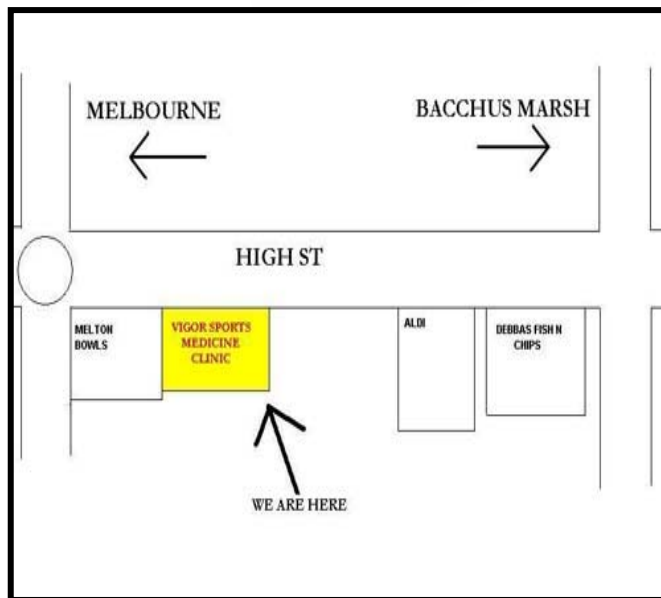 MELBOURNE
BACCHUS MARSH
HIGH ST
MELTON
BOWLS
VIGOR SPORTS
MEDICINE
CLINIC
ALDI
DEBBAS FISH N
CHIPS
WE ARE HERE